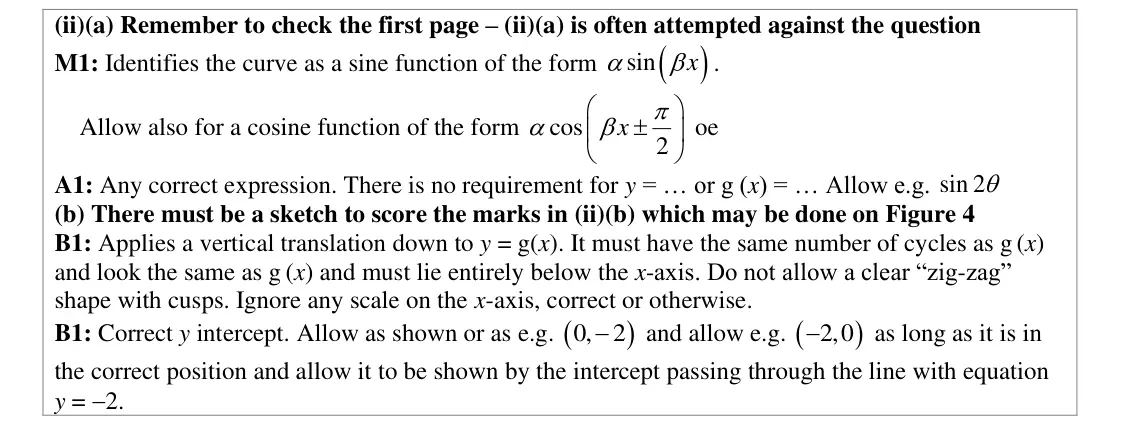 (ii)(a) Remember to check the first page – (ii)(a) is often attempted against the question
M1: Identifies the curve as a sine function of the form α sin(βx).
Allow also for a cosine function of the form α cos(βx ± π/2) oe
A1: Any correct expression. There is no requirement for y = … or g (x) = … Allow e.g. sin 2θ
(b) There must be a sketch to score the marks in (ii)(b) which may be done on Figure 4
B1: Applies a vertical translation down to y = g(x). It must have the same number of cycles as g (x)
and look the same as g (x) and must lie entirely below the x-axis. Do not allow a clear “zig-zag”
shape with cusps. Ignore any scale on the x-axis, correct or otherwise.
B1: Correct y intercept. Allow as shown or as e.g. (0, −2) and allow e.g. (−2, 0) as long as it is in
the correct position and allow it to be shown by the intercept passing through the line with equation
y = −2.